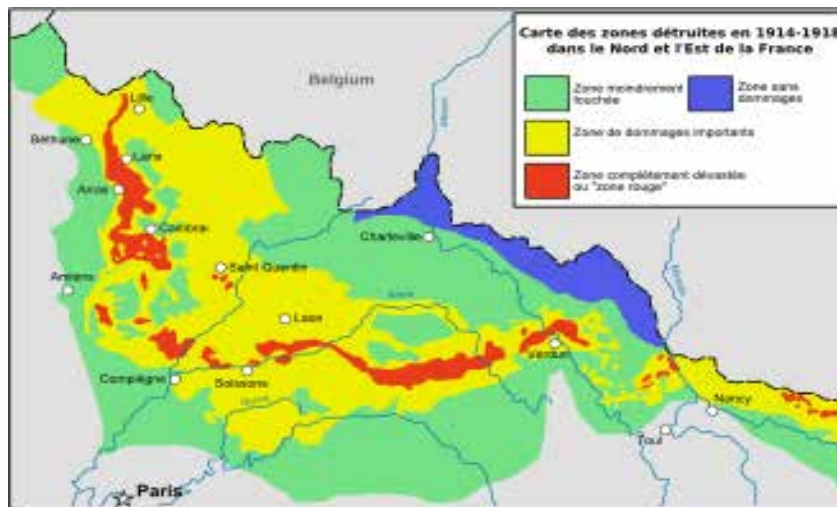 Carte des zones détruites en 1914-1918
dans le Nord et l'Est de la France
Zone moindrement
touchée
Zone sans
dommages
Zone de dommages importants
Zone complètement dévastée
ou "zone rouge"
Belgium
Lille
Béthune
Lens
Arras
Cambrai
Amiens
Saint Quentin
Charleville
Laon
Compiègne
Soissons
Verdun
Nancy
Toul
Paris